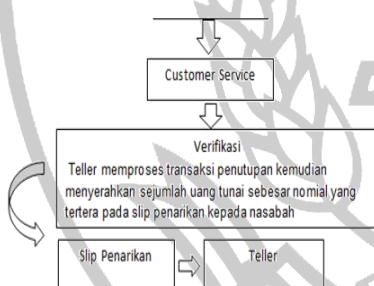 Customer Service
Verifikasi
Teller memproses transaksi penutupan kemudian
menyerahkan sejumlah uang tunai sebesar nomial yang
tertera pada slip penarikan kepada nasabah
Slip Penarikan
Teller